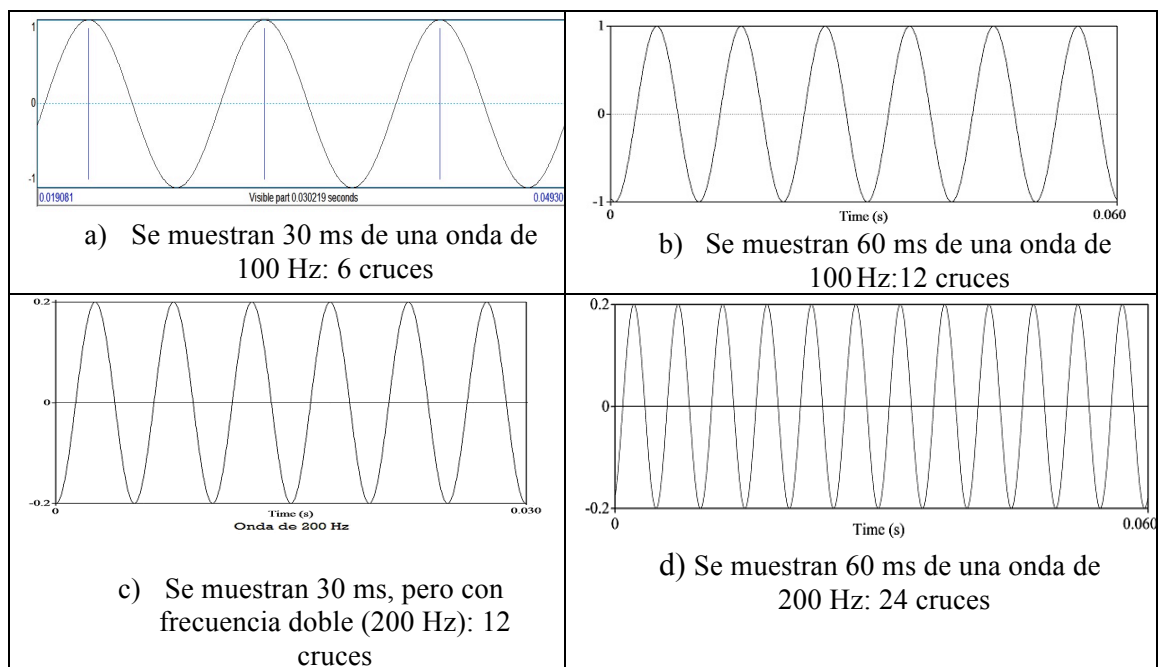 1
0
-1
0.019061
Visible part 0.030219 seconds
0.04930
a) Se muestran 30 ms de una onda de
100 Hz: 6 cruces
1
0
-1
0
Time (s)
0.060
b) Se muestran 60 ms de una onda de
100 Hz:12 cruces
0.2
0
-0.2
0
Time (s)
0.030
Onda de 200 Hz
c) Se muestran 30 ms, pero con
frecuencia doble (200 Hz): 12
cruces
0.2
0
-0.2
0
Time (s)
0.060
d) Se muestran 60 ms de una onda de
200 Hz: 24 cruces